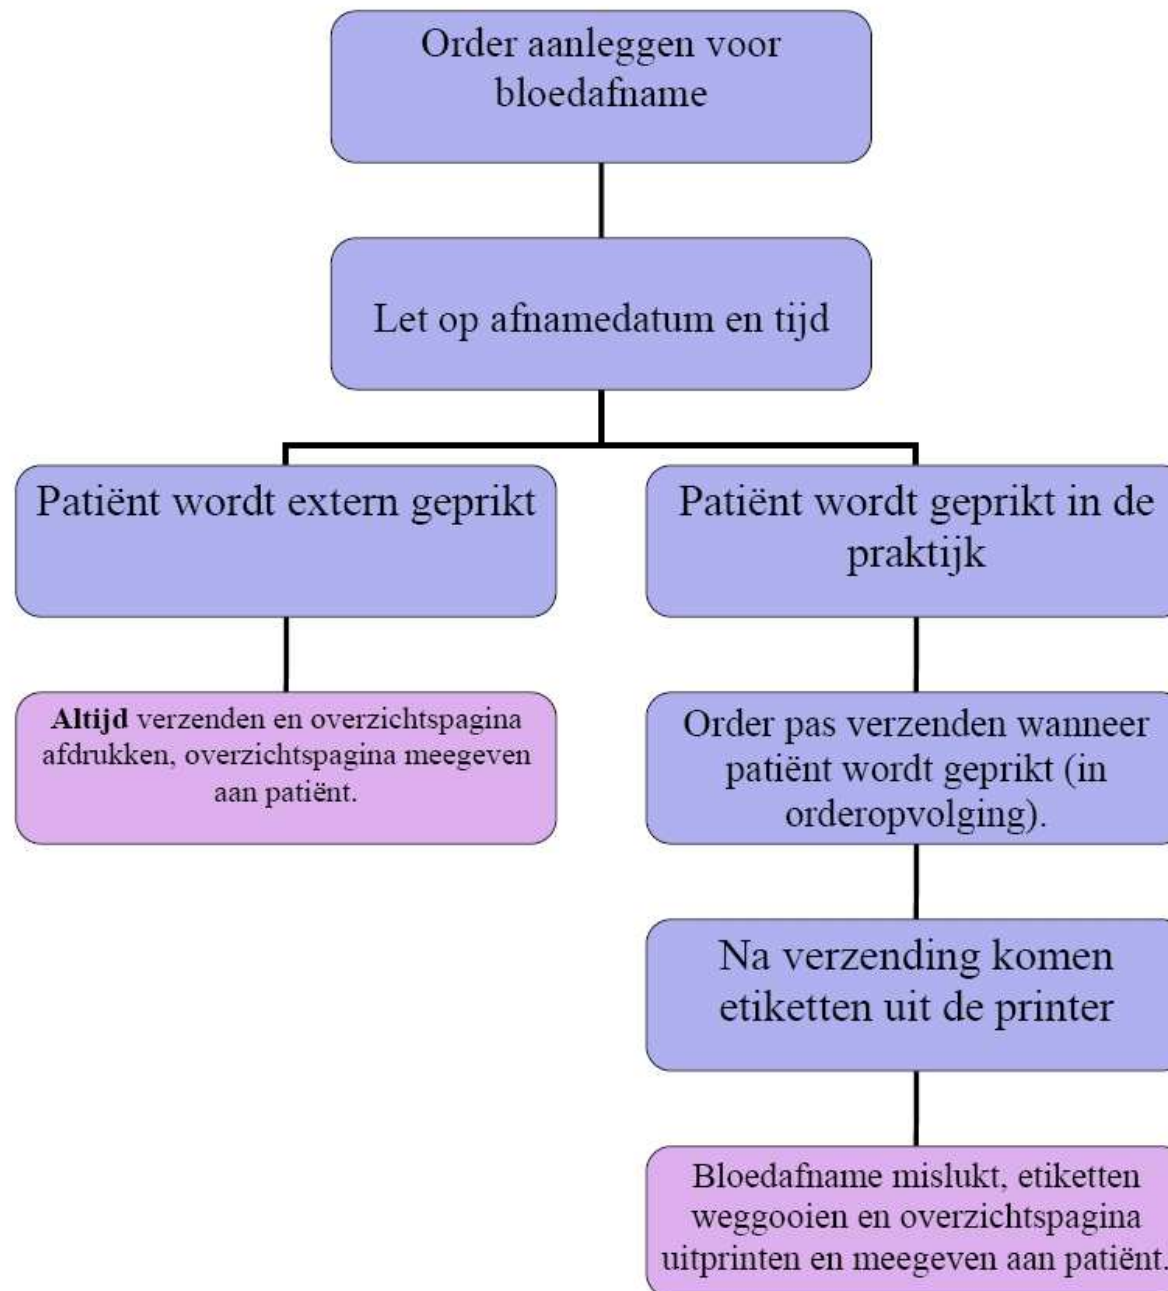 Order aanleggen voor
bloedafname
Let op afnamedatum en tijd
Patiënt wordt extern geprikt
Altijd verzenden en overzichtspagina
afdrukken, overzichtspagina meegeven
aan patiënt.
Patiënt wordt geprikt in de
praktijk
Order pas verzenden wanneer
patiënt wordt geprikt (in
orderopvolging).
Na verzending komen
etiketten uit de printer
Bloedafname mislukt, etiketten
weggooien en overzichtspagina
uitprinten en meegeven aan patiënt.